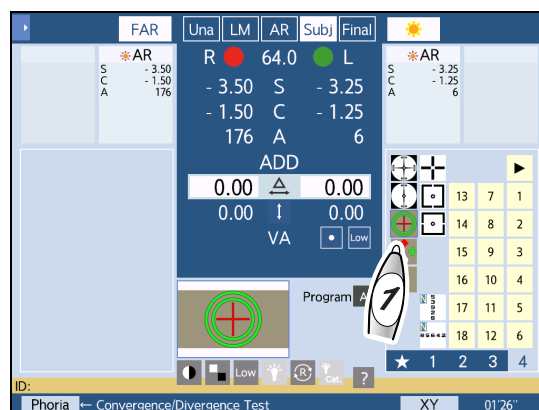 FAR Una LM AR Subj Final
AR
S - 3.50
C - 1.50
A 176
R 64.0 L
- 3.50 S - 3.25
- 1.50 C - 1.25
176 A 6
ADD
0.00 0.00
0.00 0.00
VA Low
AR
S - 3.25
C - 1.25
A 6
13 7 1
14 8 2
15 9 3
16 10 4
17 11 5
18 12 6
N
N
1 2 3 4
Program A
1
Low R Cat. ?
ID:
Phoria ← Convergence/Divergence Test XY 01'26"